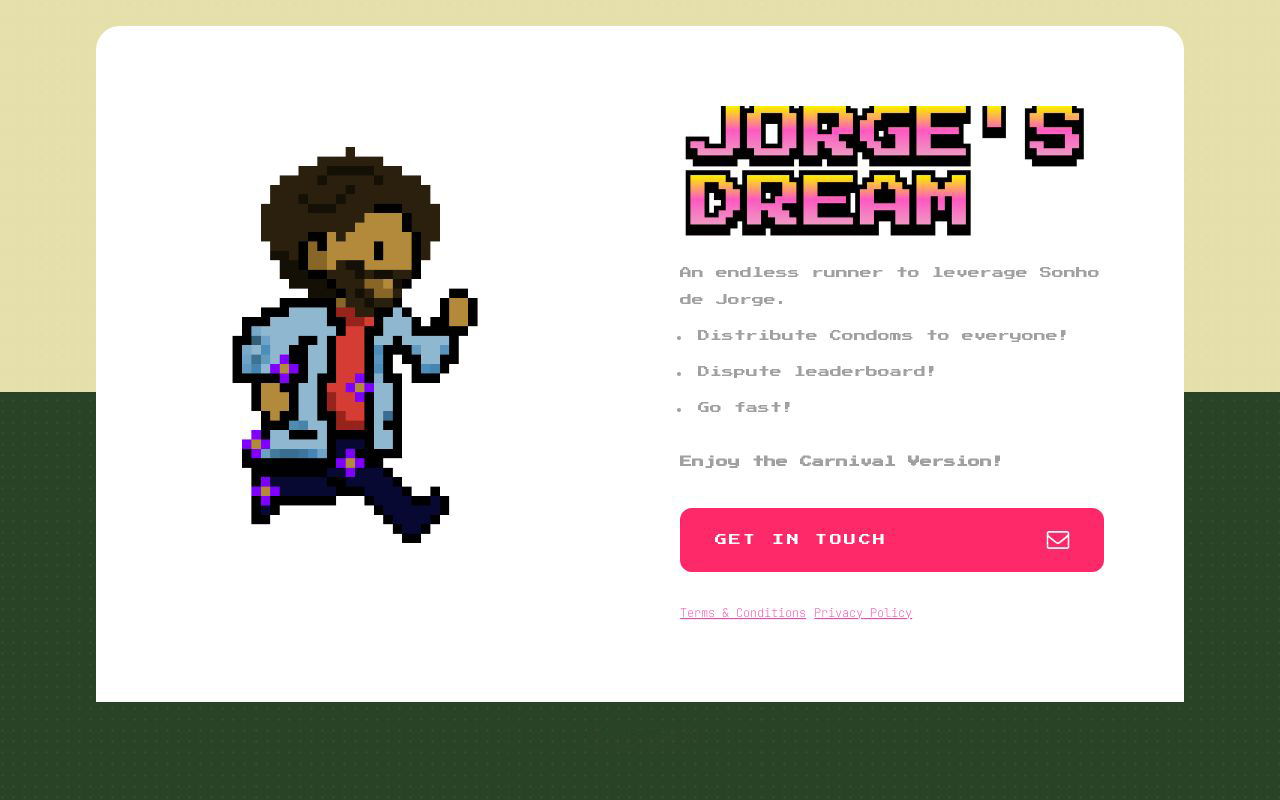 JORGE'S
DREAM
An endless runner to leverage Sonho
de Jorge.
• Distribute Condoms to everyone!
• Dispute leaderboard!
• Go fast!
Enjoy the Carnival Version!
GET IN TOUCH
Terms & Conditions Privacy Policy